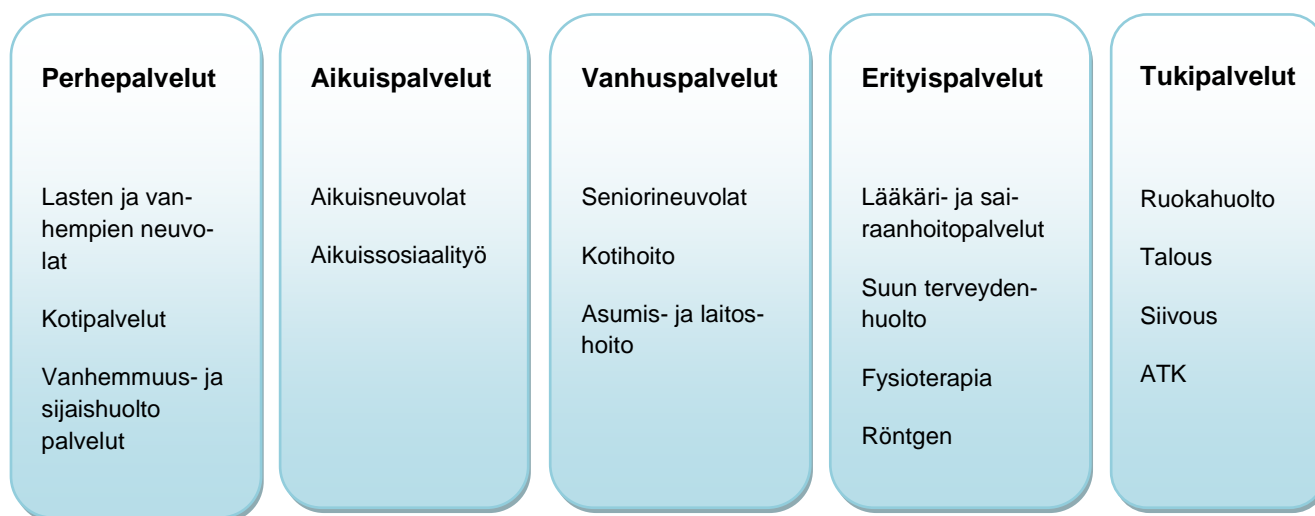 Perhepalvelut
Lasten ja van-
hempien neuvo-
lat
Kotipalvelut
Vanhemmuus- ja
sijaishuolto
palvelut
Aikuispalvelut
Aikuisneuvolat
Aikuissosiaalityö
Vanhuspalvelut
Seniorineuvolat
Kotihoito
Asumis- ja laitos-
hoito
Erityispalvelut
Lääkäri- ja sai-
raanhoitopalvelut
Suun terveyden-
huolto
Fysioterapia
Röntgen
Tukipalvelut
Ruokahuolto
Talous
Siivous
ATK